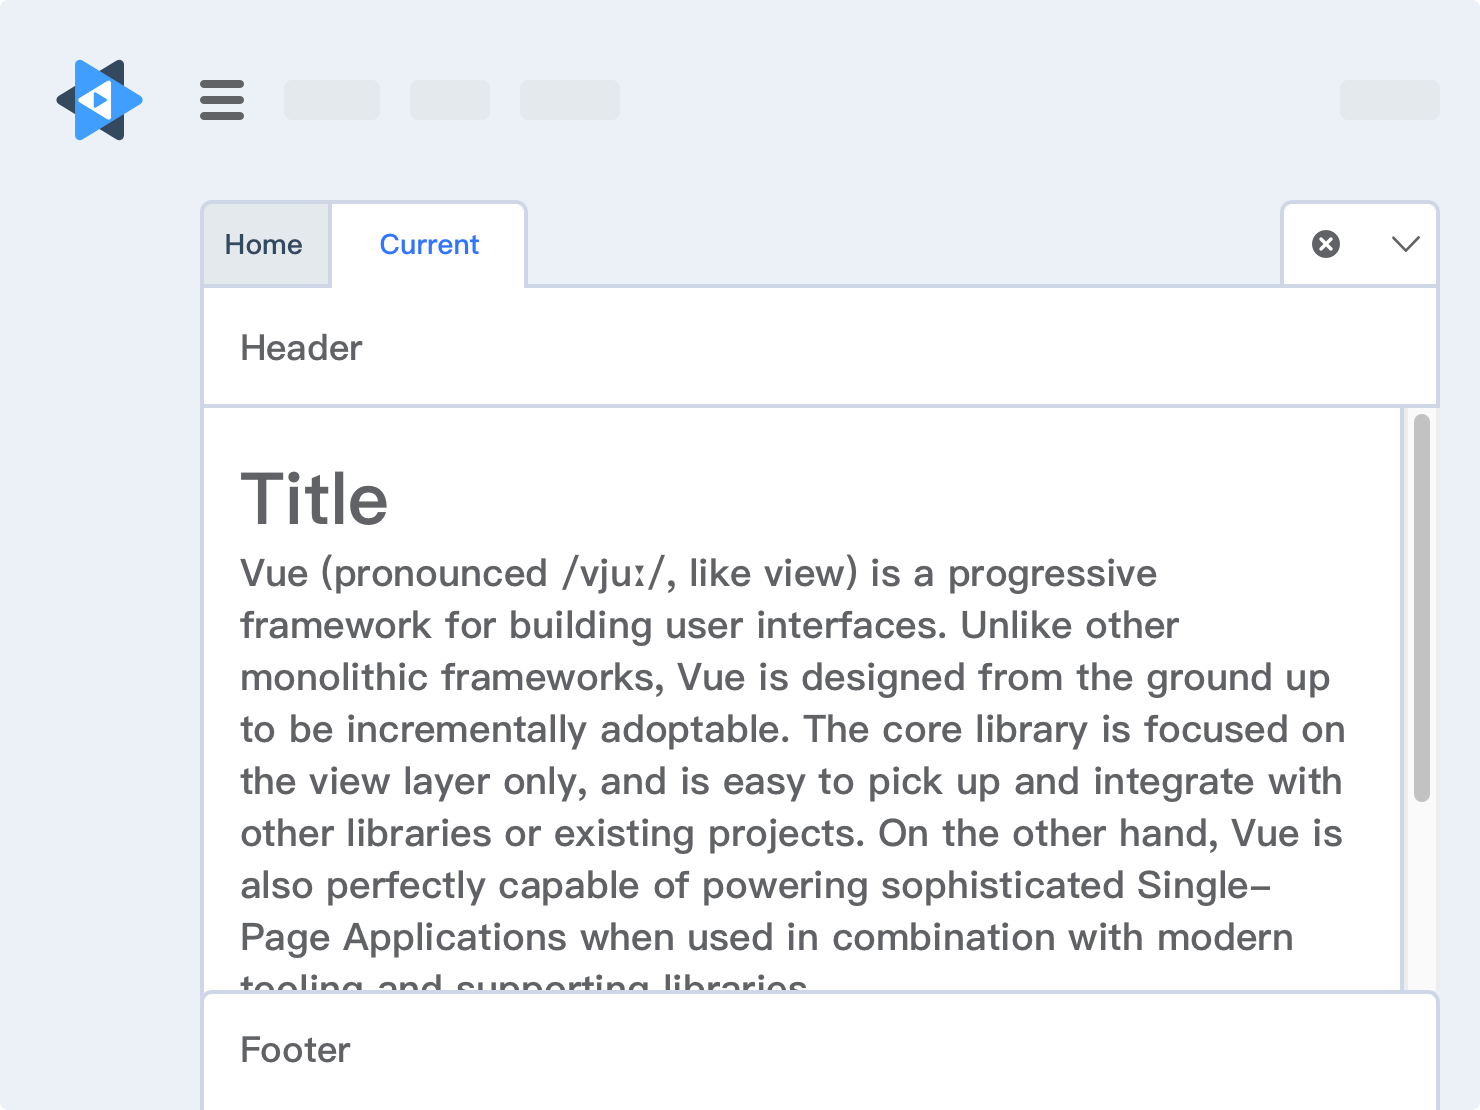 Home
Current
Header
Title
Vue (pronounced /vjuː/, like view) is a progressive
framework for building user interfaces. Unlike other
monolithic frameworks, Vue is designed from the ground up
to be incrementally adoptable. The core library is focused on
the view layer only, and is easy to pick up and integrate with
other libraries or existing projects. On the other hand, Vue is
also perfectly capable of powering sophisticated Single–
Page Applications when used in combination with modern
tooling and supporting libraries
Footer